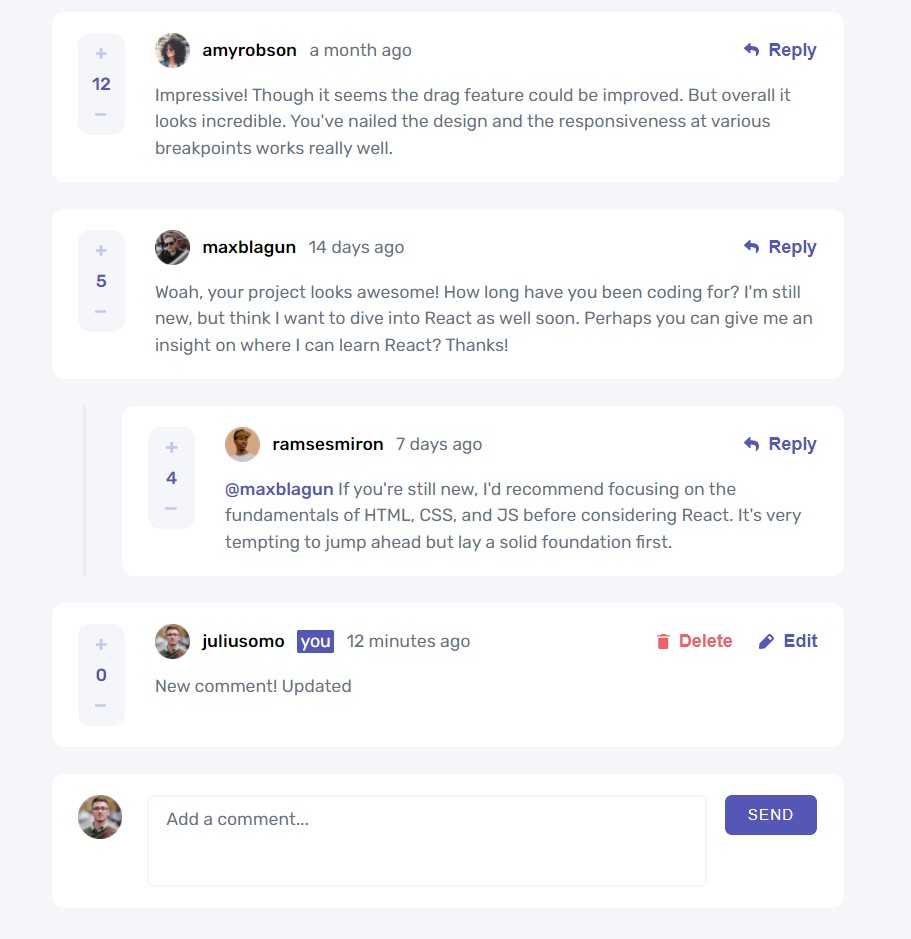 +
12
−
amyrobson a month ago Reply
Impressive! Though it seems the drag feature could be improved. But overall it
looks incredible. You've nailed the design and the responsiveness at various
breakpoints works really well.
+
5
−
maxblagun 14 days ago Reply
Woah, your project looks awesome! How long have you been coding for? I'm still
new, but think I want to dive into React as well soon. Perhaps you can give me an
insight on where I can learn React? Thanks!
+
4
−
ramsesmiron 7 days ago Reply
@maxblagun If you're still new, I'd recommend focusing on the
fundamentals of HTML, CSS, and JS before considering React. It's very
tempting to jump ahead but lay a solid foundation first.
+
0
−
juliusomo you 12 minutes ago Delete Edit
New comment! Updated
Add a comment...
SEND